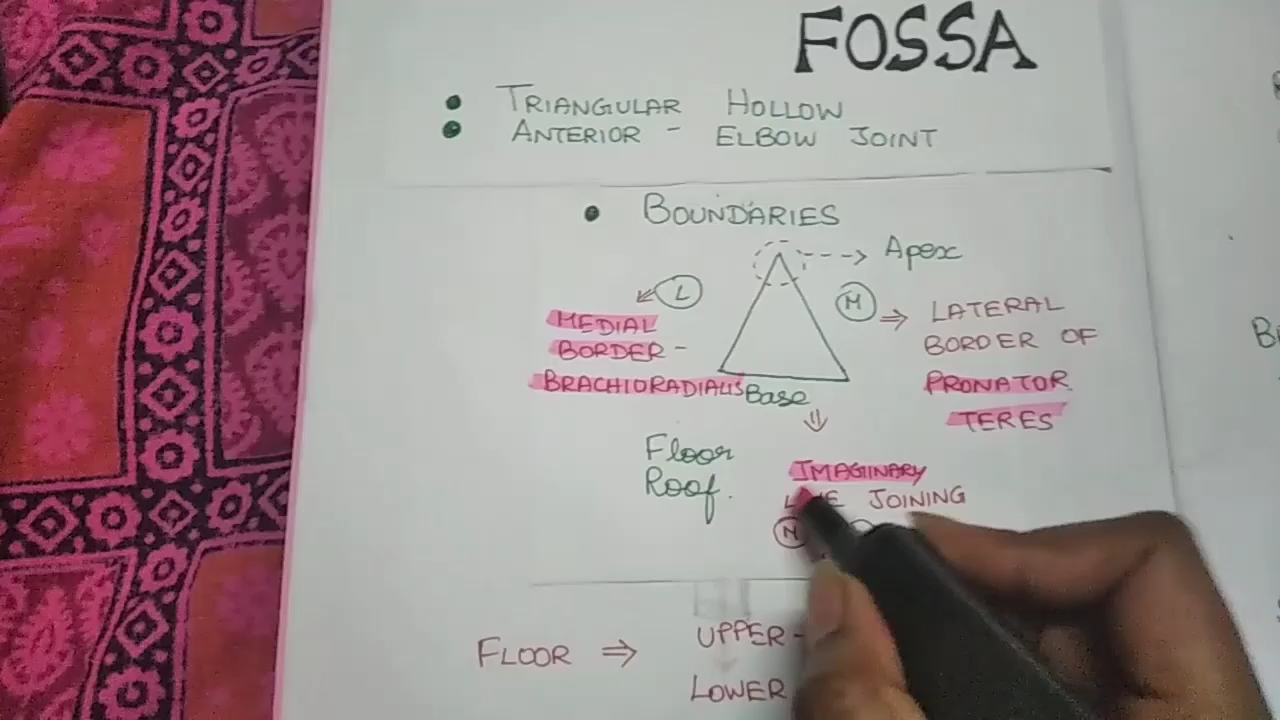 FOSSA
TRIANGULAR HOLLOW
ANTERIOR - ELBOW JOINT
BOUNDARIES
Apex
L
MEDIAL
BORDER -
BRACHIORADIALIS
M
LATERAL
BORDER OF
PRONATOR
TERES
Base
Floor
Roof.
IMAGINARY
JOINING
M
FLOOR ⇒
UPPER -
LOWER